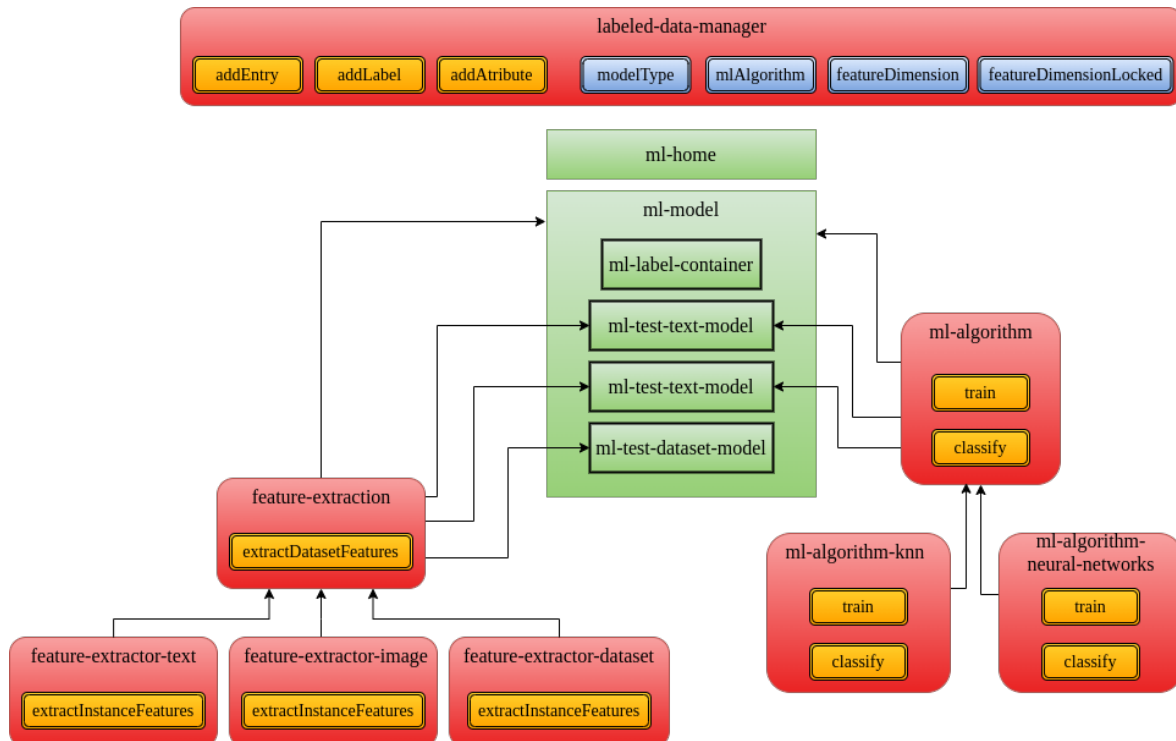 labeled-data-manager
addEntry
addLabel
addAtribute
modelType
mlAlgorithm
featureDimension
featureDimensionLocked
ml-home
ml-model
ml-label-container
ml-test-text-model
ml-test-text-model
ml-test-dataset-model
ml-algorithm
train
classify
feature-extraction
extractDatasetFeatures
ml-algorithm-knn
train
classify
ml-algorithm-
neural-networks
train
classify
feature-extractor-text
extractInstanceFeatures
feature-extractor-image
extractInstanceFeatures
feature-extractor-dataset
extractInstanceFeatures